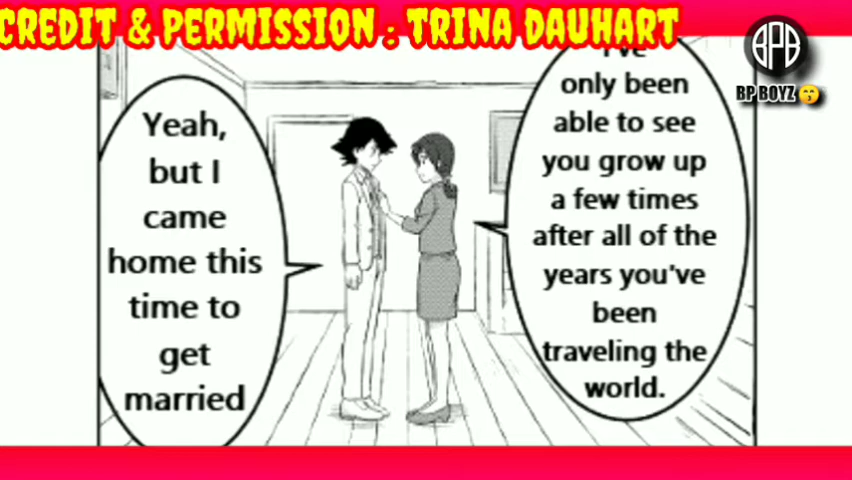 CREDIT & PERMISSION : TRINA DAUHART
BPB
BP BOYZ
I've
only been
able to see
you grow up
a few times
after all of the
years you've
been
traveling the
world.
Yeah,
but I
came
home this
time to
get
married